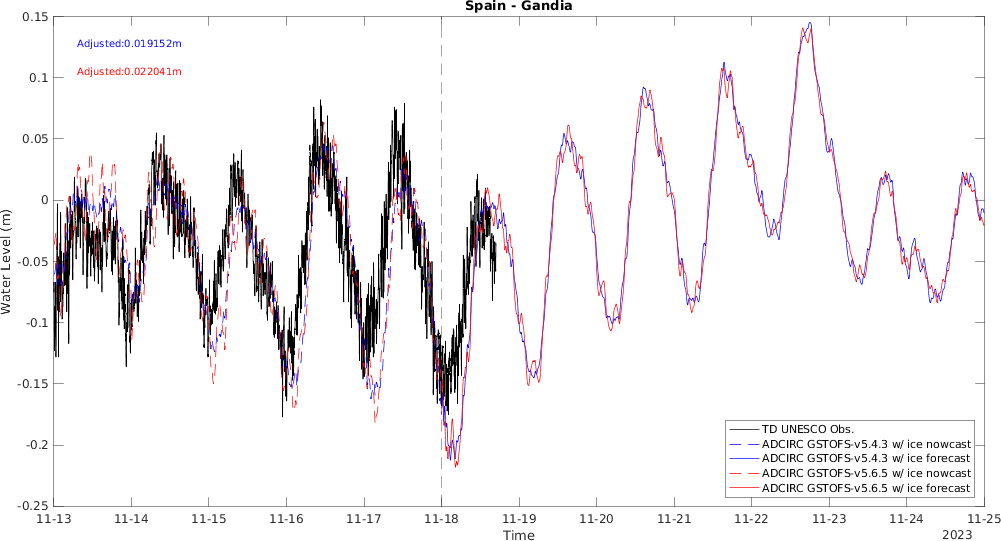 Spain - Gandia
Adjusted:0.019152m
Adjusted:0.022041m
0.15
0.1
0.05
0
-0.05
-0.1
-0.15
-0.2
-0.25
Water Level (m)
TD UNESCO Obs.
ADCIRC GSTOFS-v5.4.3 w/ ice nowcast
ADCIRC GSTOFS-v5.4.3 w/ ice forecast
ADCIRC GSTOFS-v5.6.5 w/ ice nowcast
ADCIRC GSTOFS-v5.6.5 w/ ice forecast
11-13 11-14 11-15 11-16 11-17 11-18 11-19 11-20 11-21 11-22 11-23 11-24 11-25
Time
2023